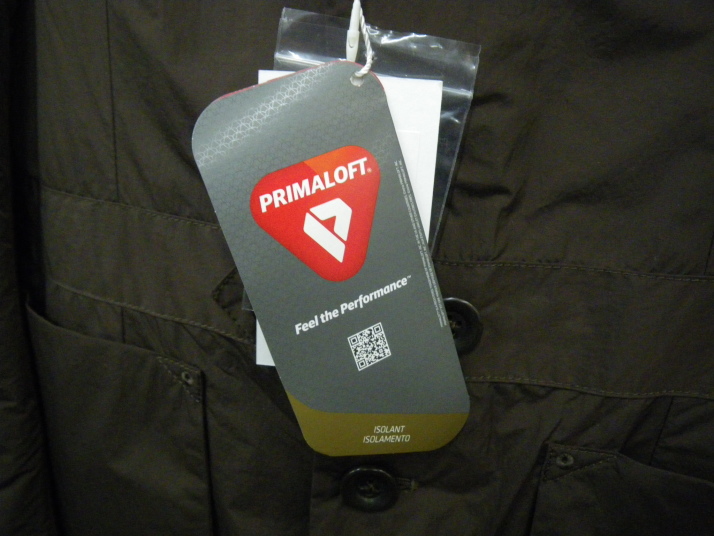 PRIMALOFT®
Feel the Performance™
ISOLANT
ISOLAMENTO